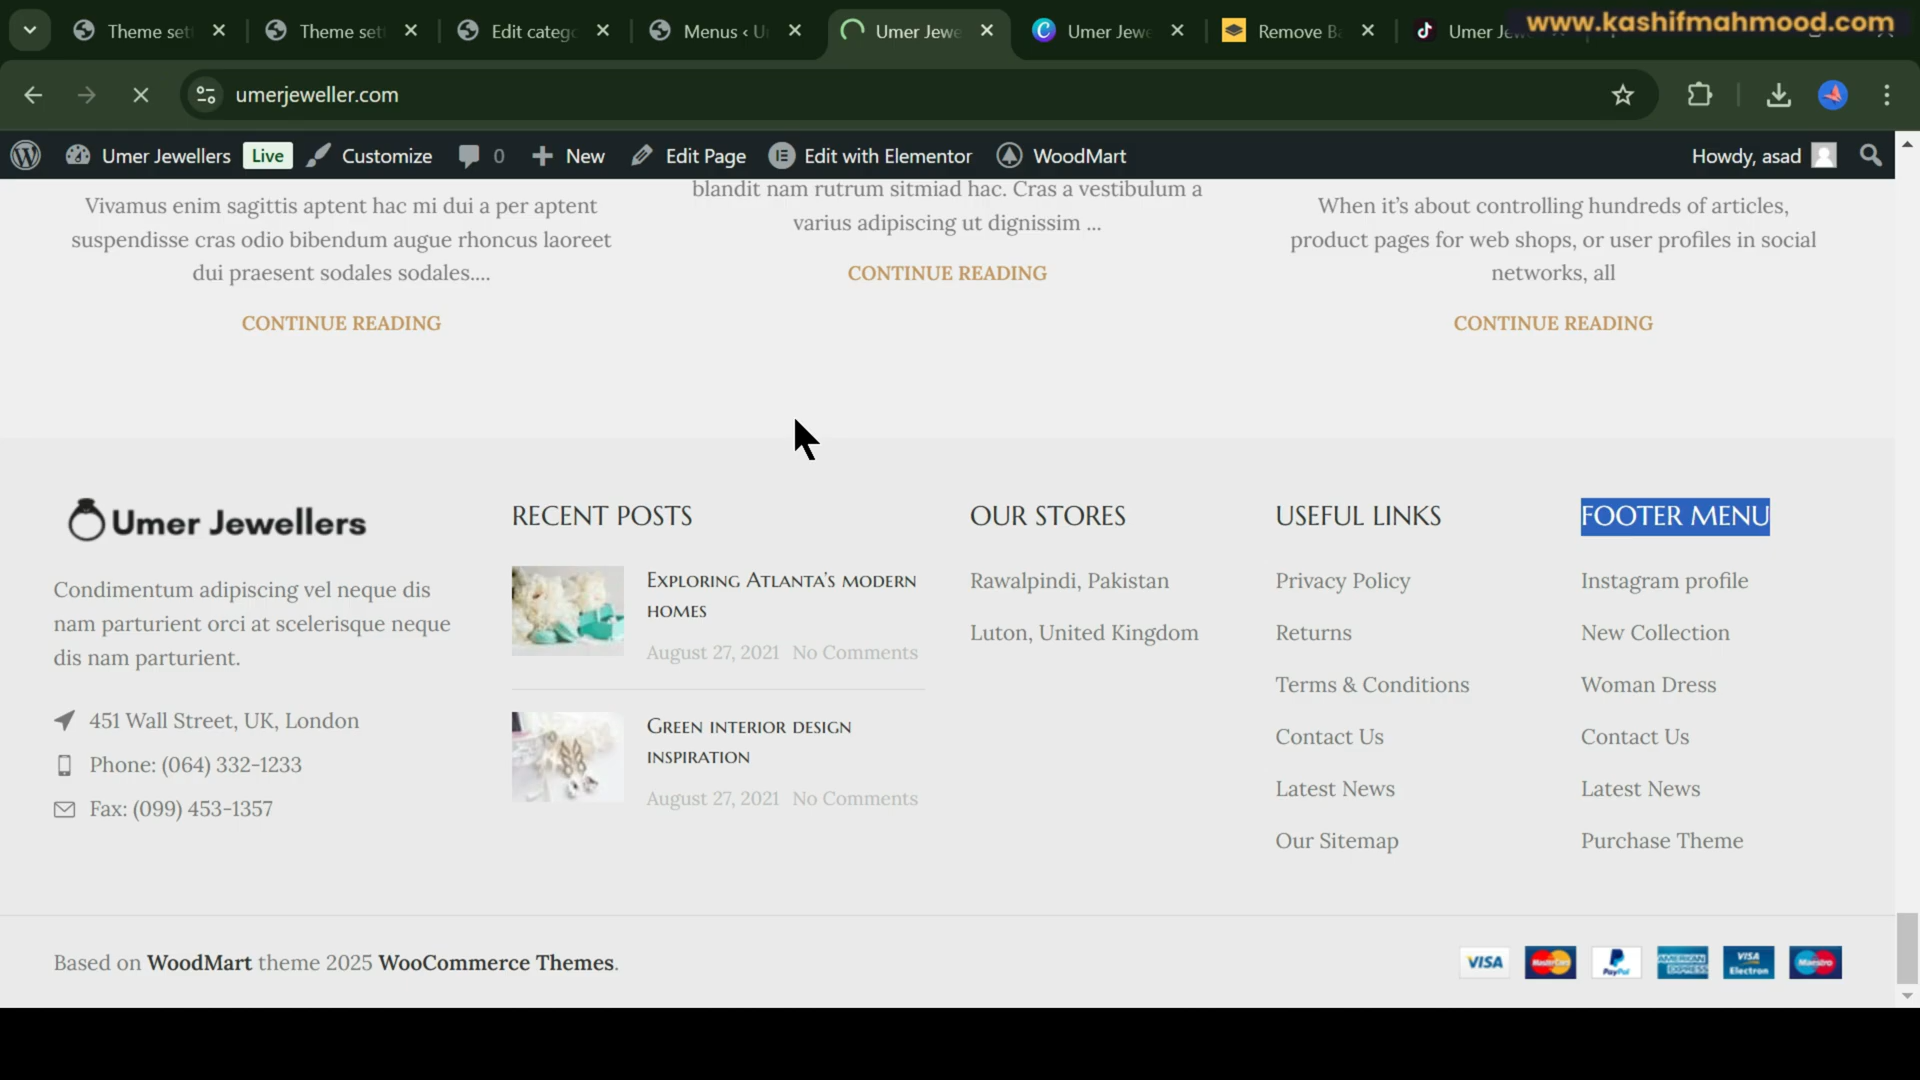 Theme set
Theme set
Edit catego
Menus ‹ U
Umer Jewe
Umer Jewe
Remove B
Umer Je
www.kashifmahmood.com
umerjeweller.com
Umer Jewellers
Live
Customize
0
New
Edit Page
Edit with Elementor
WoodMart
Howdy, asad
Vivamus enim sagittis aptent hac mi dui a per aptent
suspendisse cras odio bibendum augue rhoncus laoreet
dui praesent sodales sodales....
CONTINUE READING
blandit nam rutrum sitmiad hac. Cras a vestibulum a
varius adipiscing ut dignissim ...
CONTINUE READING
When it’s about controlling hundreds of articles,
product pages for web shops, or user profiles in social
networks, all
CONTINUE READING
Umer Jewellers
Condimentum adipiscing vel neque dis
nam parturient orci at scelerisque neque
dis nam parturient.
451 Wall Street, UK, London
Phone: (064) 332-1233
Fax: (099) 453-1357
RECENT POSTS
Exploring Atlanta’s modern
homes
August 27, 2021 No Comments
Green interior design
inspiration
August 27, 2021 No Comments
OUR STORES
Rawalpindi, Pakistan
Luton, United Kingdom
USEFUL LINKS
Privacy Policy
Returns
Terms & Conditions
Contact Us
Latest News
Our Sitemap
FOOTER MENU
Instagram profile
New Collection
Woman Dress
Contact Us
Latest News
Purchase Theme
Based on WoodMart theme 2025 WooCommerce Themes.
VISA
MasterCard
PayPal
AMERICAN EXPRESS
VISA Electron
Maestro